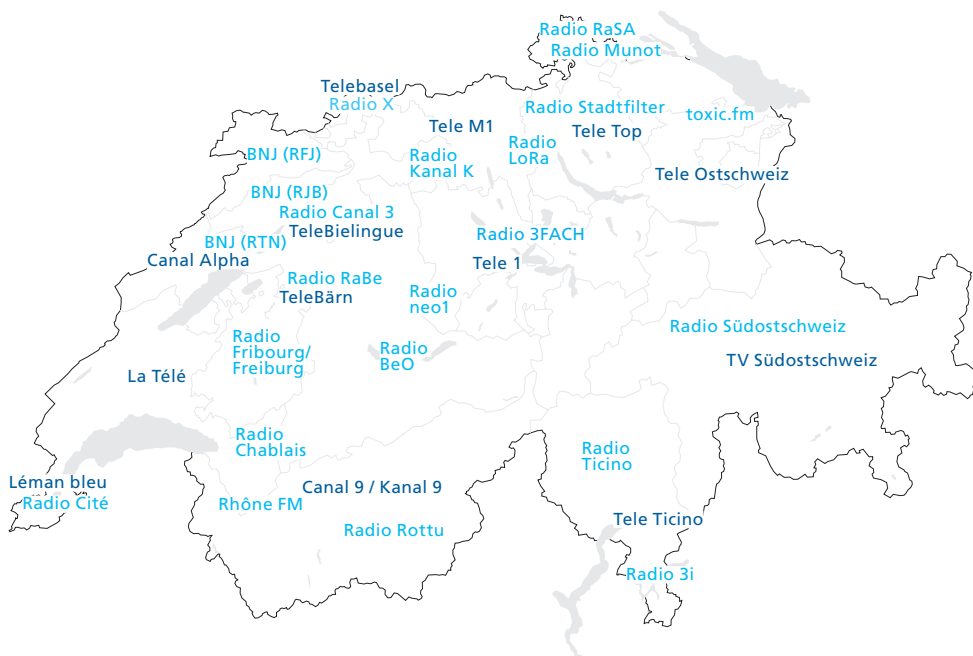 Radio RaSA
Radio Munot
Telebasel
Radio X
Radio Stadtfilter
toxic.fm
Tele M1
Tele Top
Radio
LoRa
BNJ (RFJ)
Radio
Kanal K
Tele Ostschweiz
BNJ (RJB)
Radio Canal 3
TeleBielingue
BNJ (RTN)
Canal Alpha
Radio 3FACH
Tele 1
Radio RaBe
TeleBärn
Radio
neo1
Radio Südostschweiz
Radio
Fribourg/
Freiburg
Radio
BeO
TV Südostschweiz
La Télé
Radio
Chablais
Radio
Ticino
Léman bleu
Radio Cité
Canal 9 / Kanal 9
Rhône FM
Radio Rottu
Tele Ticino
Radio 3i